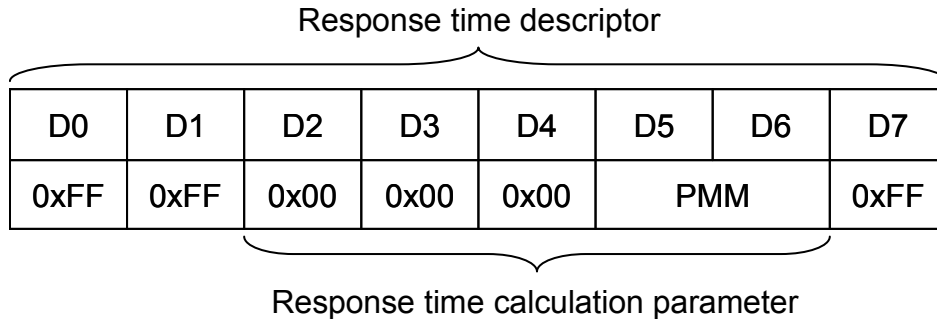 Response time descriptor
D0 D1 D2 D3 D4 D5 D6 D7
0xFF 0xFF 0x00 0x00 0x00 PMM 0xFF
Response time calculation parameter